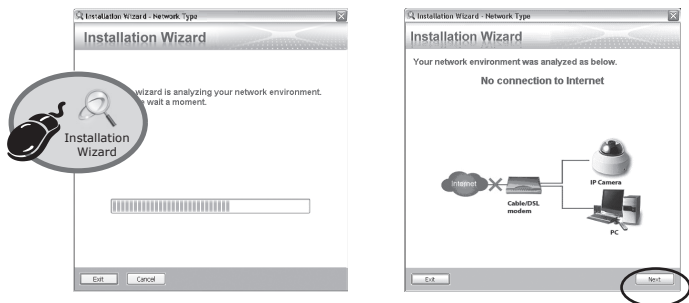 Installation Wizard - Network Type
Installation Wizard
wizard is analyzing your network environment.
wait a moment.
Installation
Wizard
Exit
Cancel
Installation Wizard - Network Type
Installation Wizard
Your network environment was analyzed as below.
No connection to Internet
Internet
Cable/DSL
modem
IP Camera
PC
Exit
Next